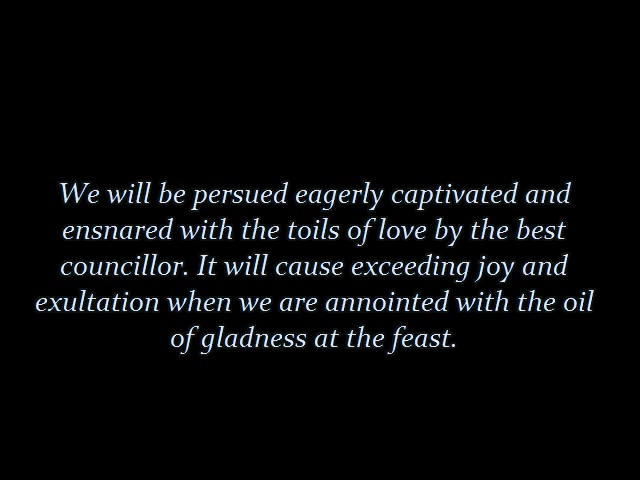 We will be persued eagerly captivated and
ensnared with the toils of love by the best
councillor. It will cause exceeding joy and
exultation when we are annointed with the oil
of gladness at the feast.